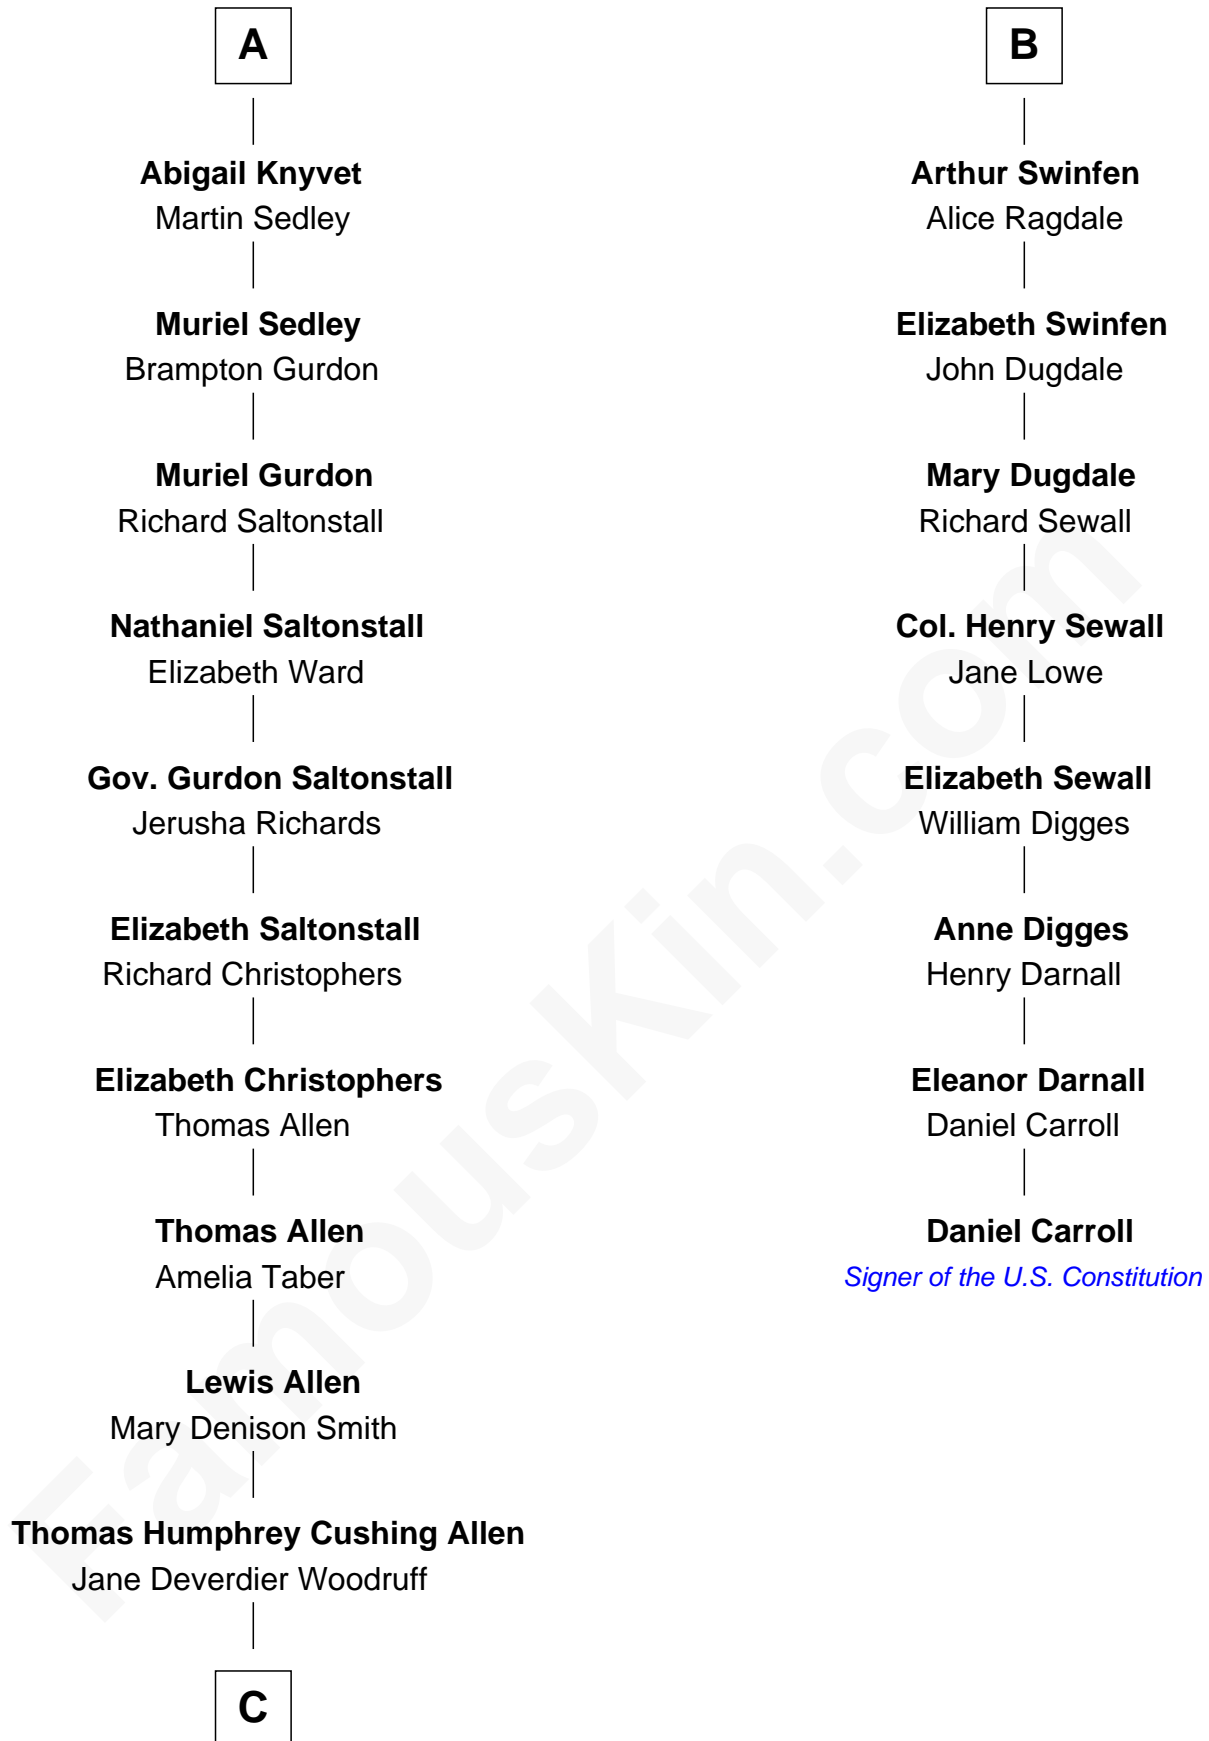 A
Abigail Knyvet
Martin Sedley
Muriel Sedley
Brampton Gurdon
Muriel Gurdon
Richard Saltonstall
Nathaniel Saltonstall
Elizabeth Ward
Gov. Gurdon Saltonstall
Jerusha Richards
Elizabeth Saltonstall
Richard Christophers
Elizabeth Christophers
Thomas Allen
Thomas Allen
Amelia Taber
Lewis Allen
Mary Denison Smith
Thomas Humphrey Cushing Allen
Jane Deverdier Woodruff
C
B
Arthur Swinfen
Alice Ragdale
Elizabeth Swinfen
John Dugdale
Mary Dugdale
Richard Sewall
Col. Henry Sewall
Jane Lowe
Elizabeth Sewall
William Digges
Anne Digges
Henry Darnall
Eleanor Darnall
Daniel Carroll
Daniel Carroll
Signer of the U.S. Constitution
FamousKin.com